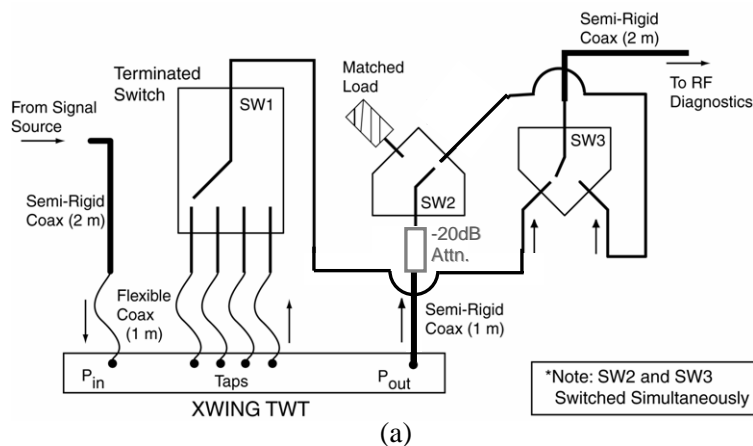 Semi-Rigid
Coax (2 m)
To RF
Diagnostics
Matched
Load
Terminated
Switch
SW1
From Signal
Source
SW3
SW2
Semi-Rigid
Coax (2 m)
-20dB
Attn.
Flexible
Coax
(1 m)
Semi-Rigid
Coax (1 m)
Pin
Taps
Pout
*Note: SW2 and SW3
Switched Simultaneously
XWING TWT
(a)